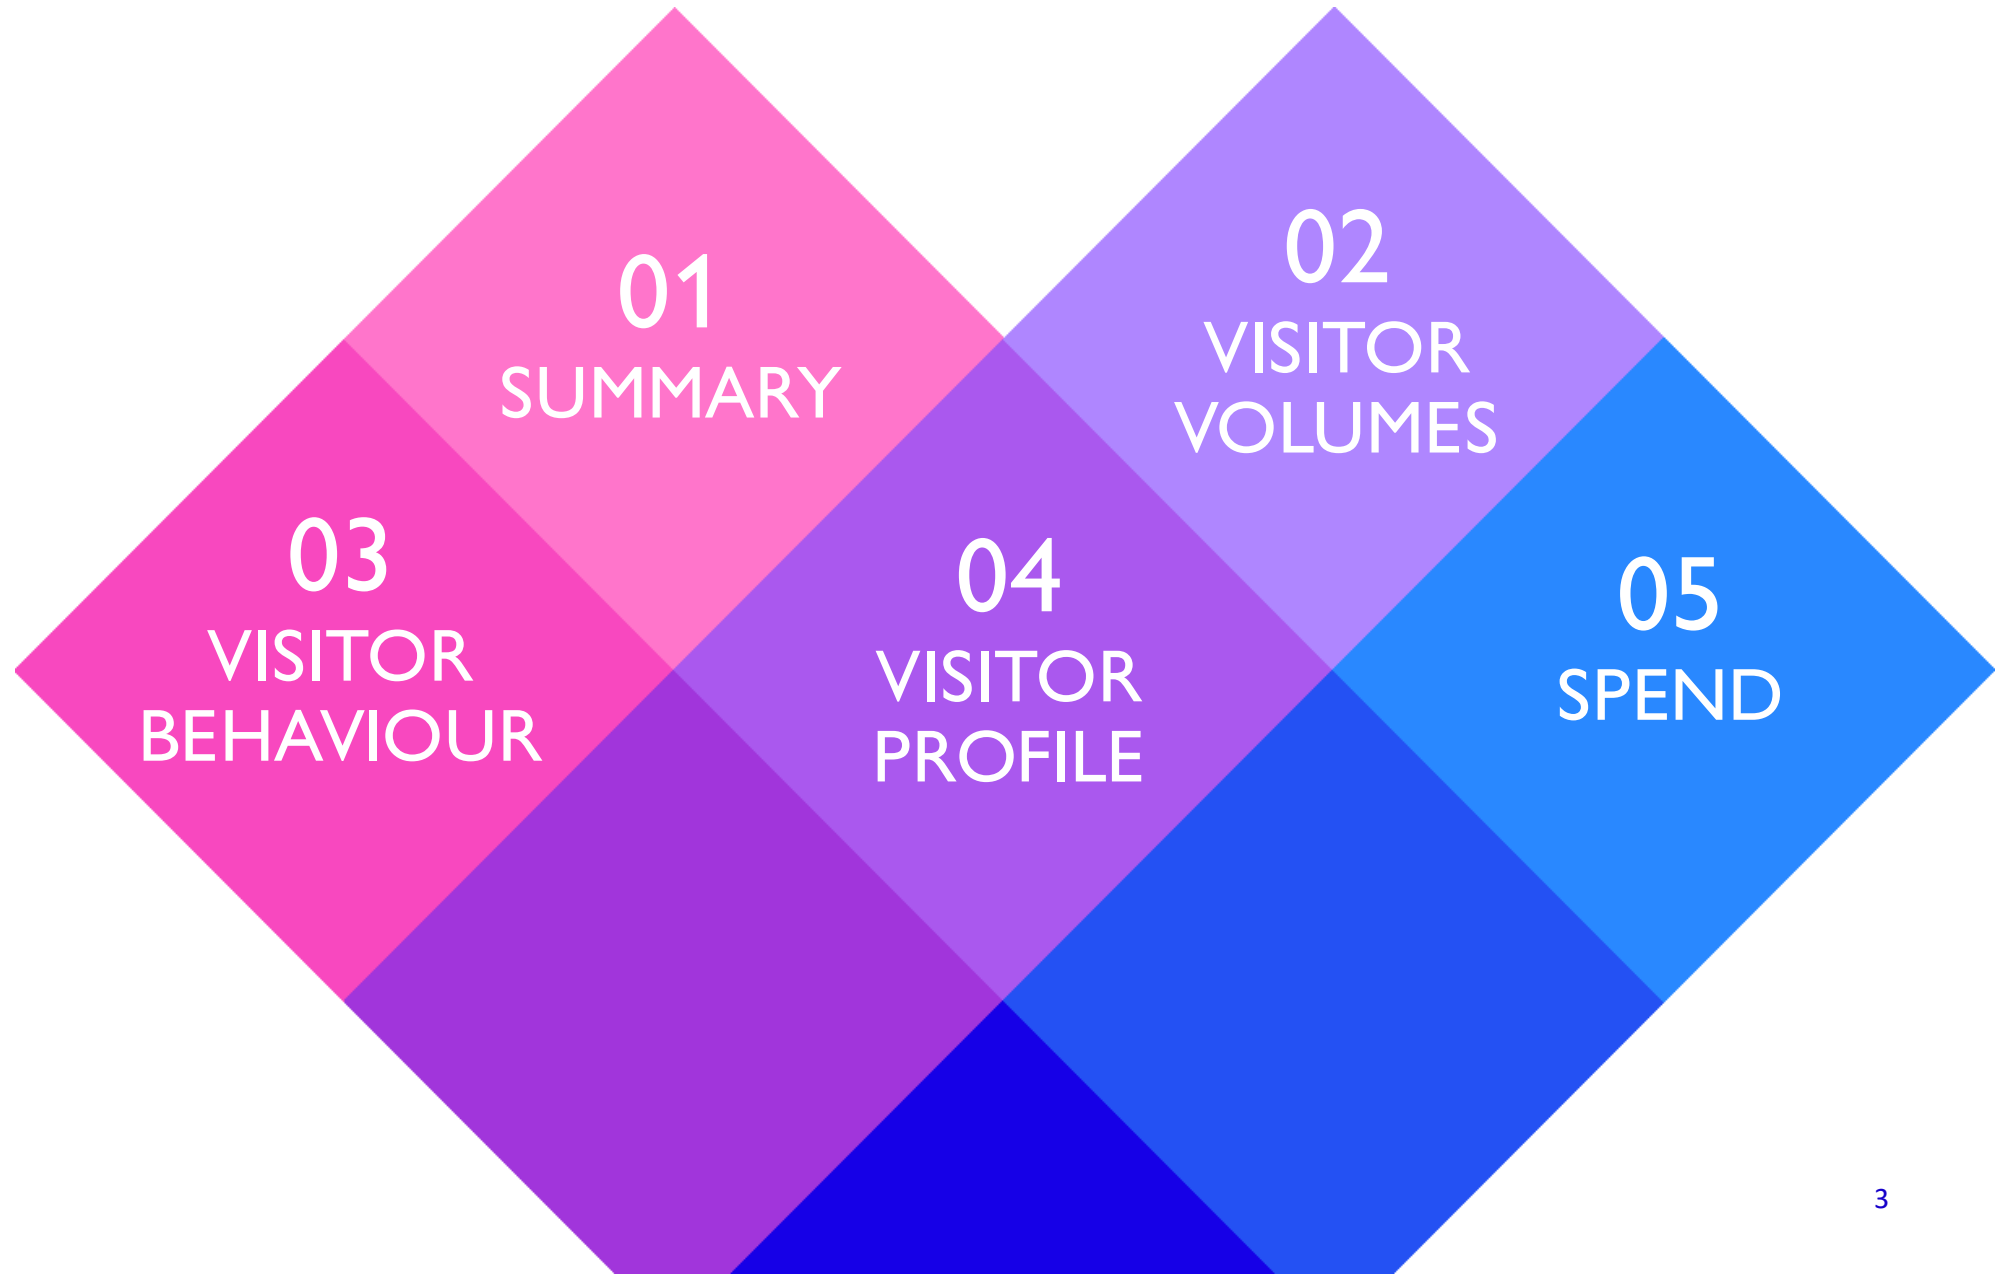 01
SUMMARY
02
VISITOR
VOLUMES
03
VISITOR
BEHAVIOUR
04
VISITOR
PROFILE
05
SPEND
3